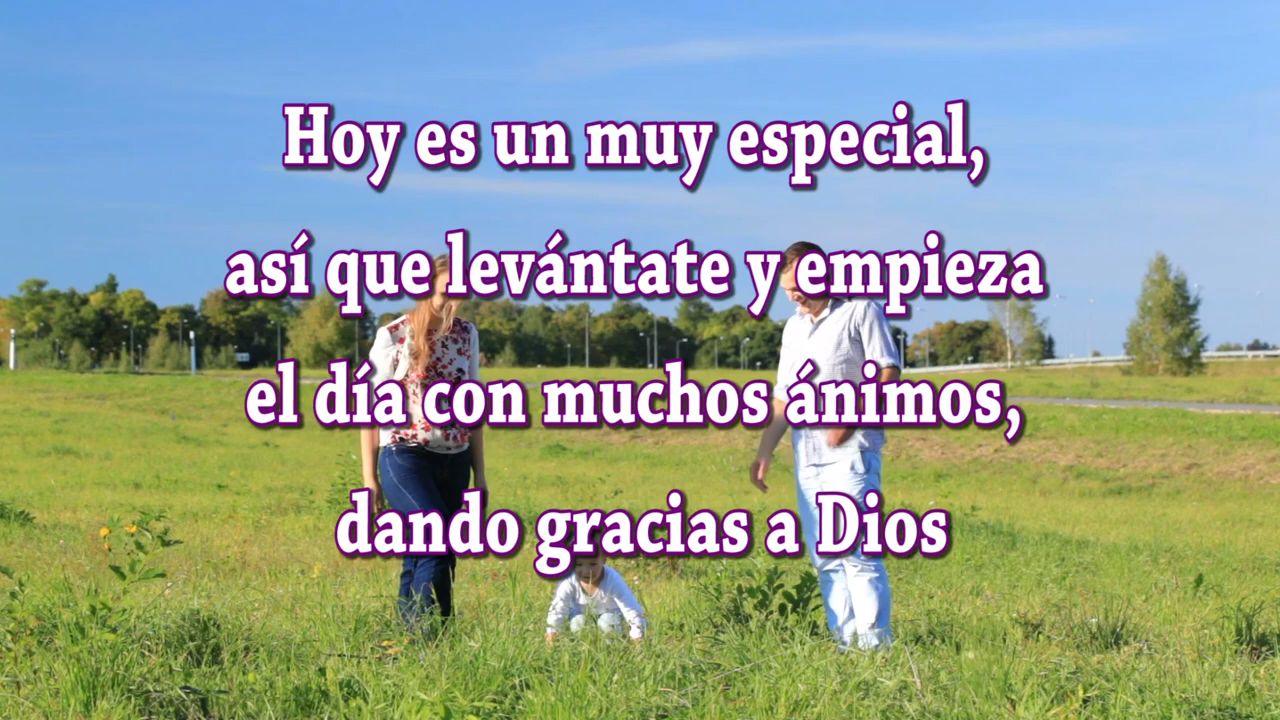 Hoy es un muy especial,
así que levántate y empieza
el día con muchos ánimos,
dando gracias a Dios